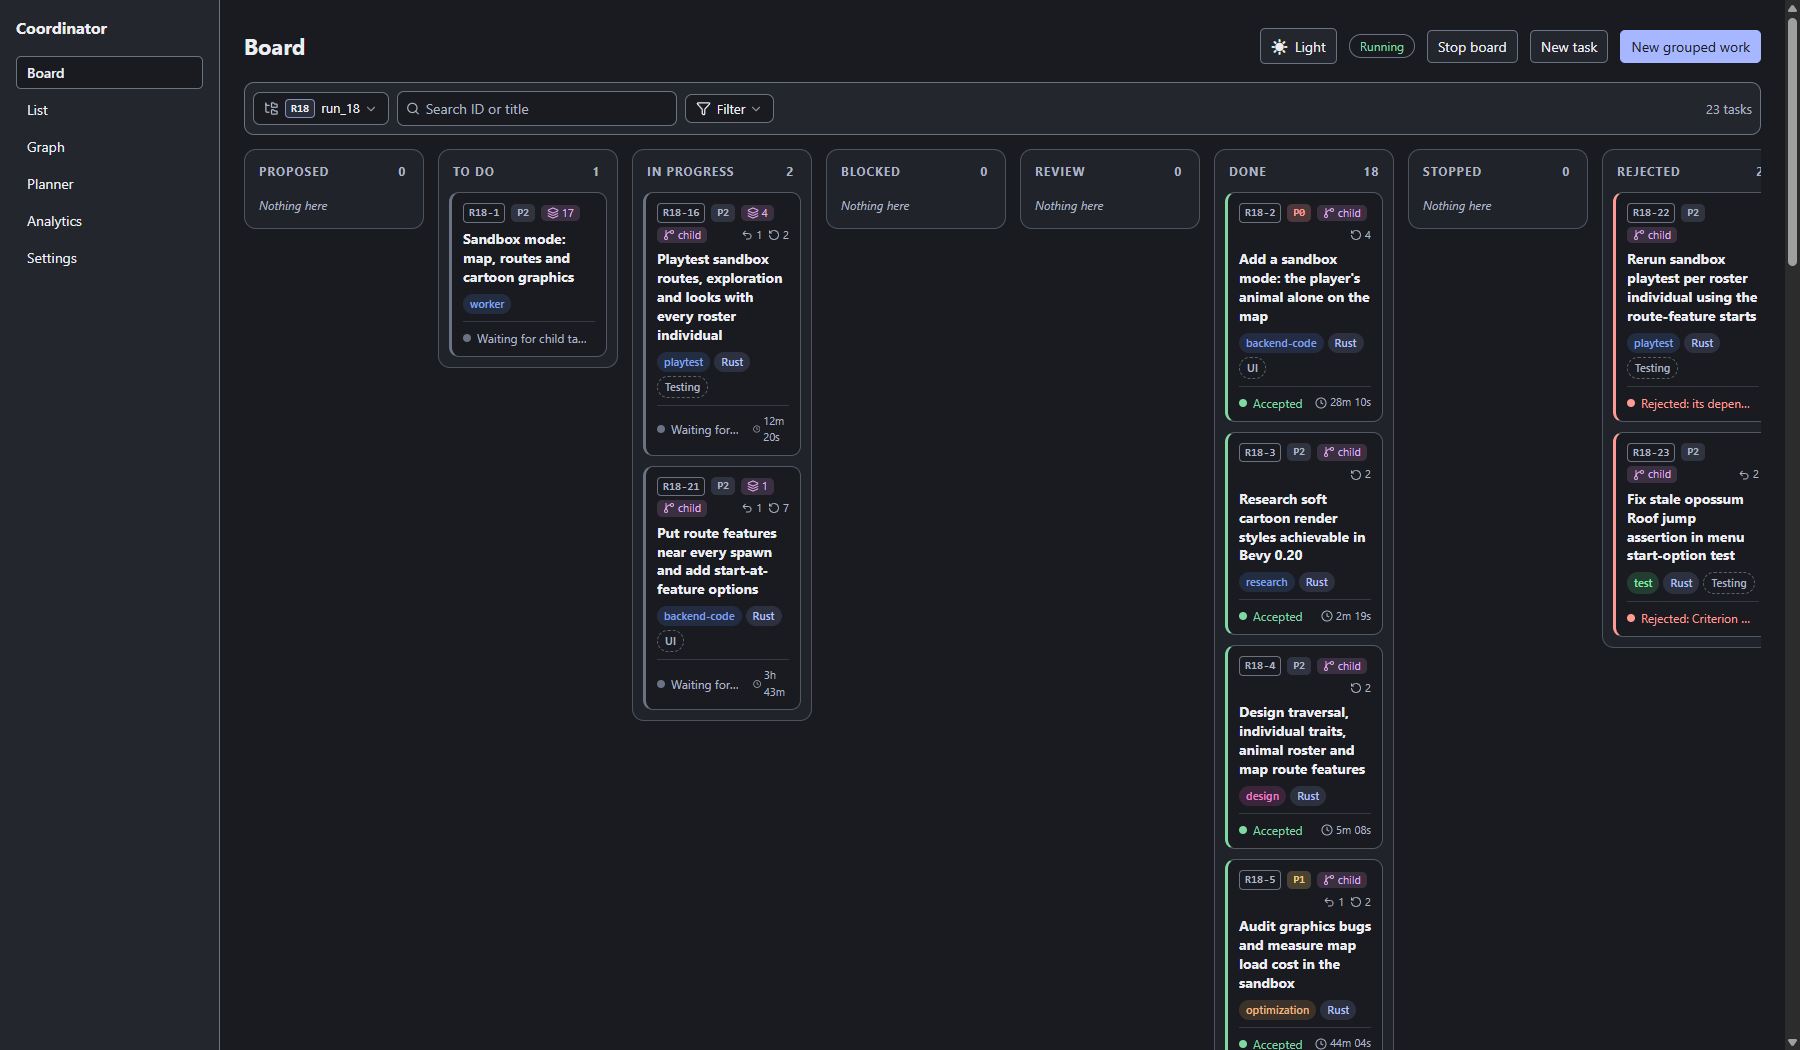 Coordinator
Board
List
Graph
Planner
Analytics
Settings
Board
Light
Running
Stop board
New task
New grouped work
R18 run_18
Search ID or title
Filter
23 tasks
PROPOSED 0
Nothing here
TO DO 1
R18-1 P2 17
Sandbox mode:
map, routes and
cartoon graphics
worker
Waiting for child ta...
IN PROGRESS 2
R18-16 P2 4
child 1 2
Playtest sandbox
routes, exploration
and looks with
every roster
individual
playtest Rust
Testing
Waiting for... 12m
20s
R18-21 P2 1
child 1 7
Put route features
near every spawn
and add start-at-
feature options
backend-code Rust
UI
Waiting for... 3h
43m
BLOCKED 0
Nothing here
REVIEW 0
Nothing here
DONE 18
R18-2 P0 child
4
Add a sandbox
mode: the player's
animal alone on the
map
backend-code Rust
UI
Accepted 28m 10s
R18-3 P2 child
2
Research soft
cartoon render
styles achievable in
Bevy 0.20
research Rust
Accepted 2m 19s
R18-4 P2 child
2
Design traversal,
individual traits,
animal roster and
map route features
design Rust
Accepted 5m 08s
R18-5 P1 child
1 2
Audit graphics bugs
and measure map
load cost in the
sandbox
optimization Rust
Accepted 44m 04s
STOPPED 0
Nothing here
REJECTED 2
R18-22 P2
child
Rerun sandbox
playtest per roster
individual using the
route-feature starts
playtest Rust
Testing
Rejected: its depen...
R18-23 P2
child 2
Fix stale opossum
Roof jump
assertion in menu
start-option test
test Rust Testing
Rejected: Criterion ...